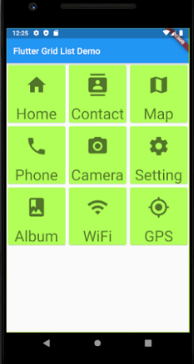 12:25
Flutter Grid List Demo
Home Contact Map
Phone Camera Setting
Album WiFi GPS